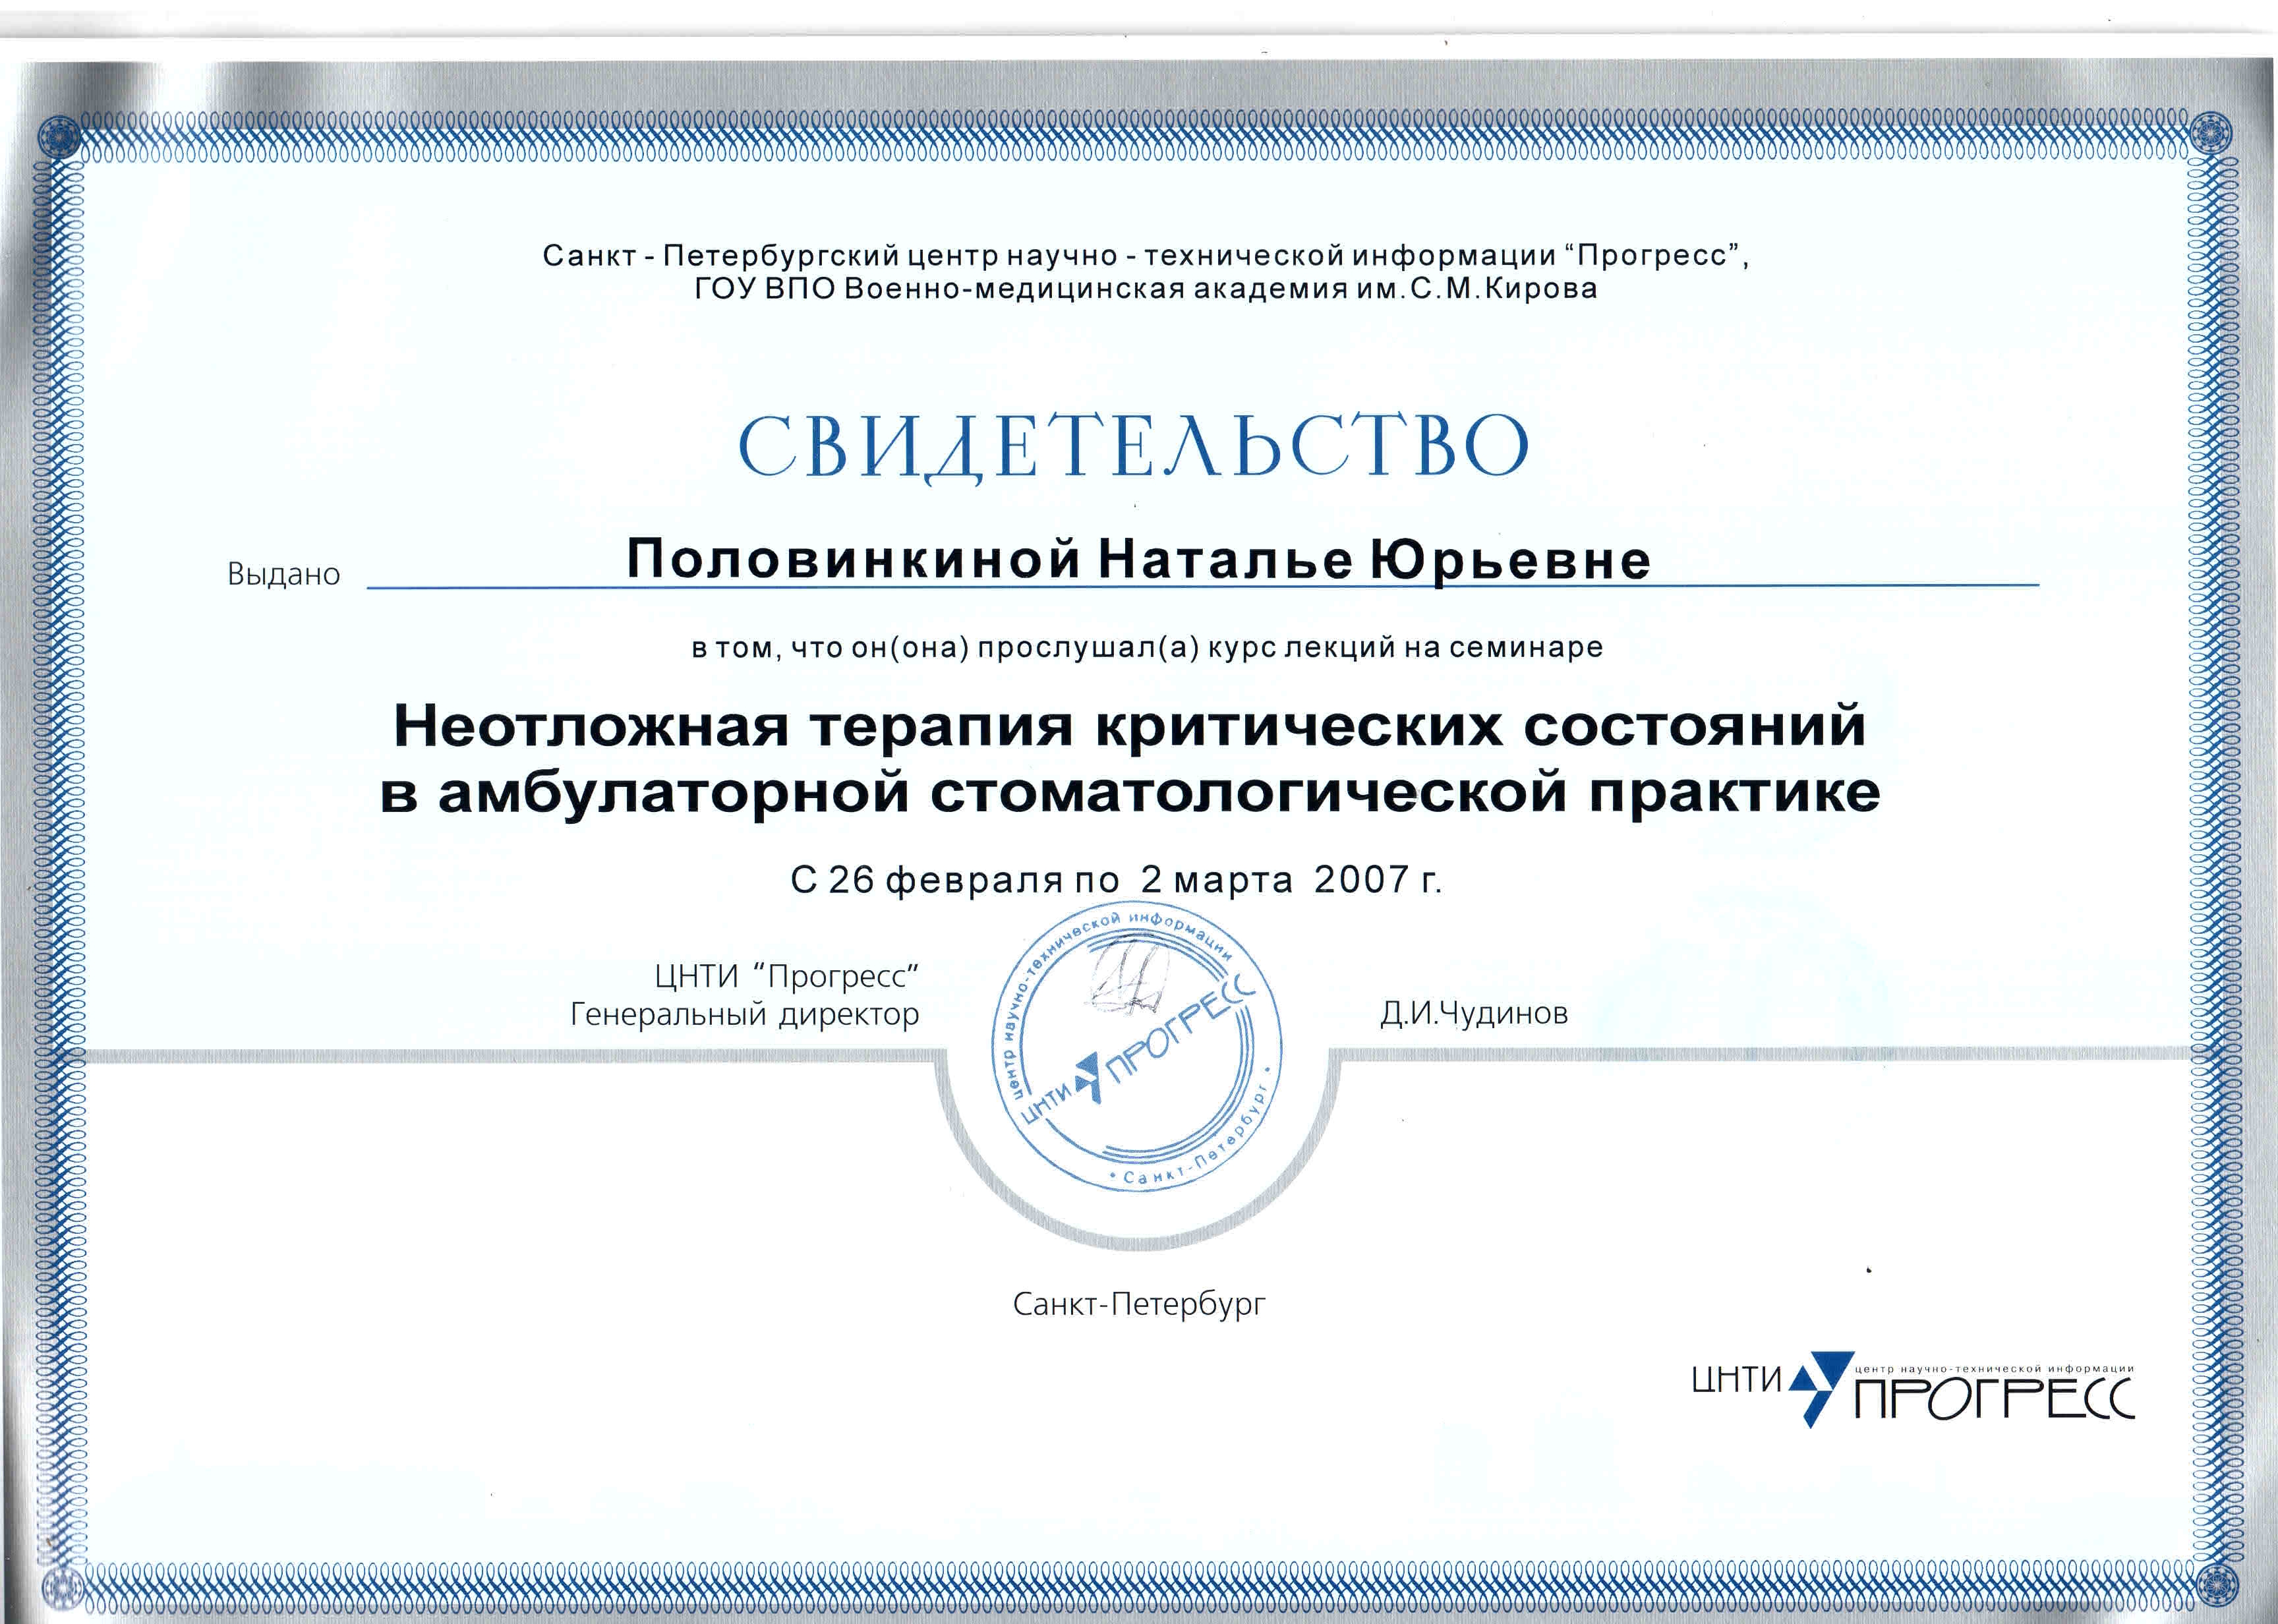 Санкт - Петербургский центр научно - технической информации “Прогресс”,
ГОУ ВПО Военно-медицинская академия им.С.М.Кирова
СВИДЕТЕЛЬСТВО
Выдано Половинкиной Наталье Юрьевне
в том, что он(она) прослушал(а) курс лекций на семинаре
Неотложная терапия критических состояний
в амбулаторной стоматологической практике
С 26 февраля по 2 марта 2007 г.
ЦНТИ “Прогресс”
Генеральный директор
Д.И.Чудинов
центр научно-технической информации
ЦНТИ ПРОГРЕСС
• Санкт-Петербург •
Санкт-Петербург
центр научно-технической информации
ЦНТИ ПРОГРЕСС